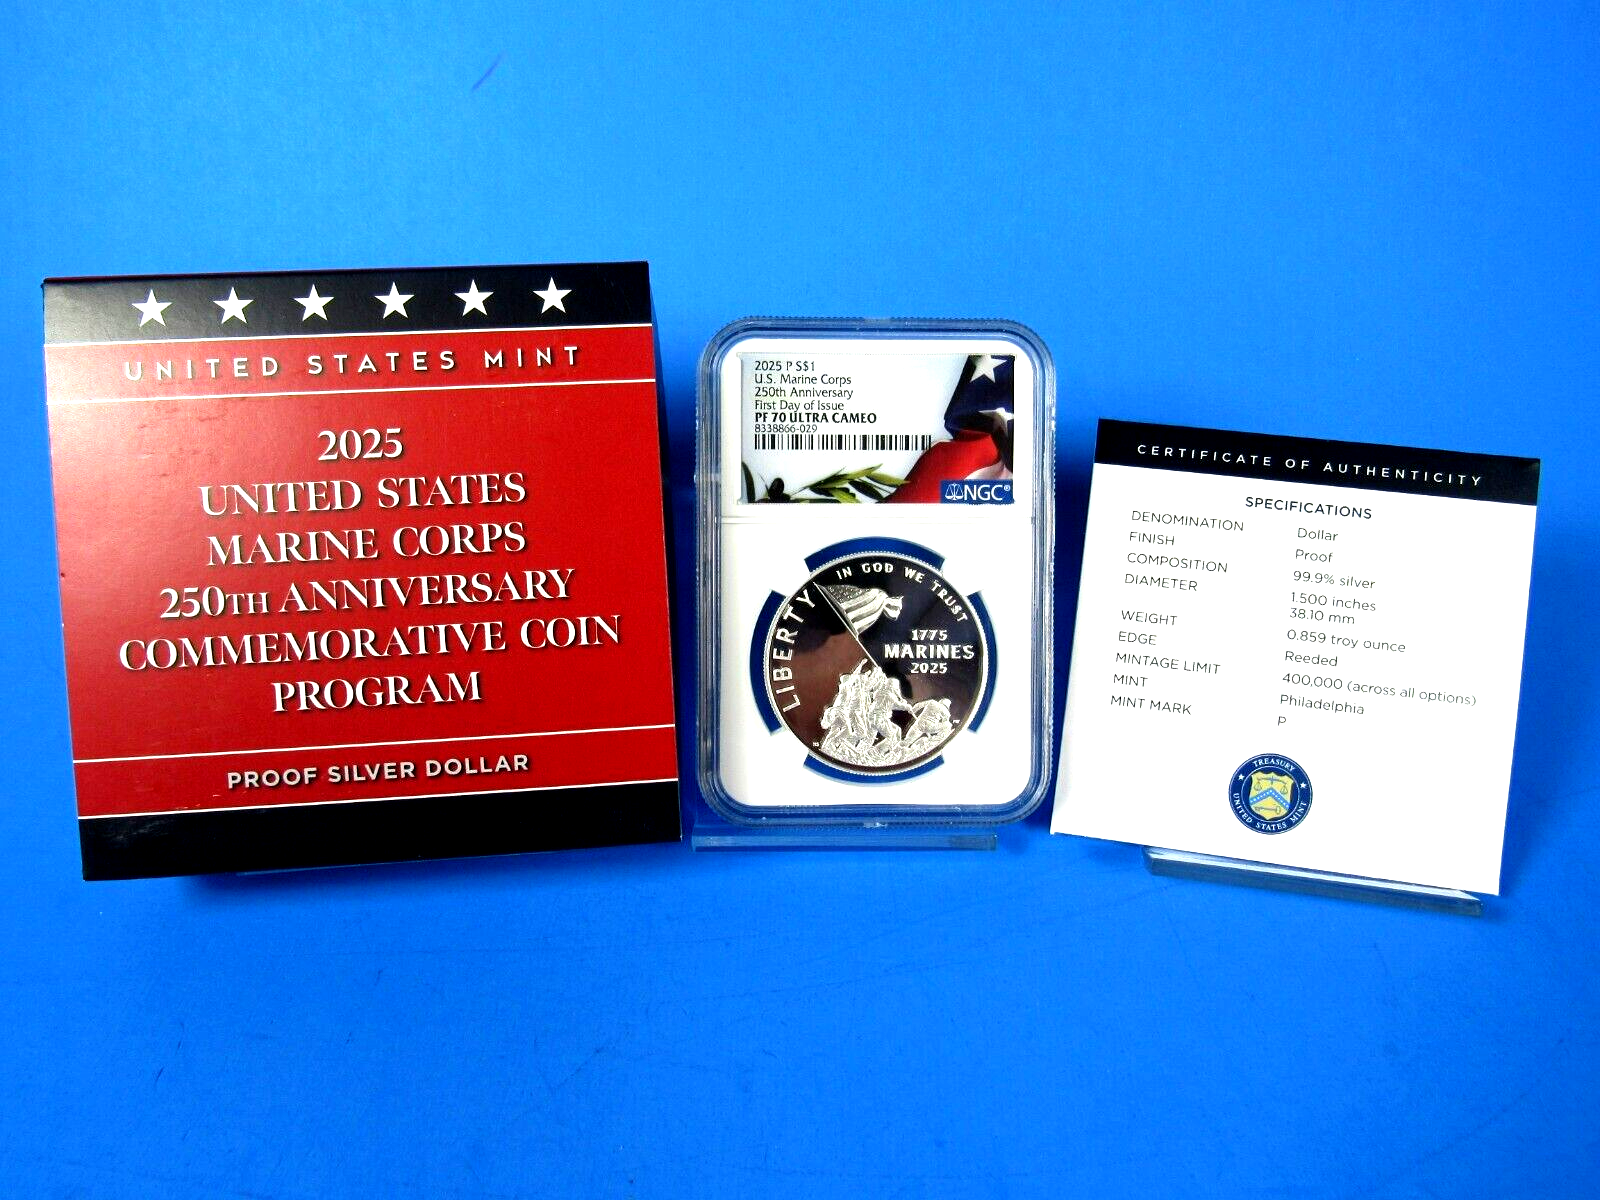 UNITED STATES MINT
2025
UNITED STATES
MARINE CORPS
250TH ANNIVERSARY
COMMEMORATIVE COIN
PROGRAM
PROOF SILVER DOLLAR
2025 P S$1
U.S. Marine Corps
250th Anniversary
First Day of Issue
PF 70 ULTRA CAMEO
8338866-029
NGC®
IN GOD WE TRUST
LIBERTY
1775
MARINES
2025
CERTIFICATE OF AUTHENTICITY
SPECIFICATIONS
DENOMINATION Dollar
FINISH Proof
COMPOSITION 99.9% silver
DIAMETER 1.500 inches
38.10 mm
WEIGHT 0.859 troy ounce
EDGE Reeded
MINTAGE LIMIT 400,000 (across all options)
MINT Philadelphia
MINT MARK P
TREASURY
UNITED STATES MINT